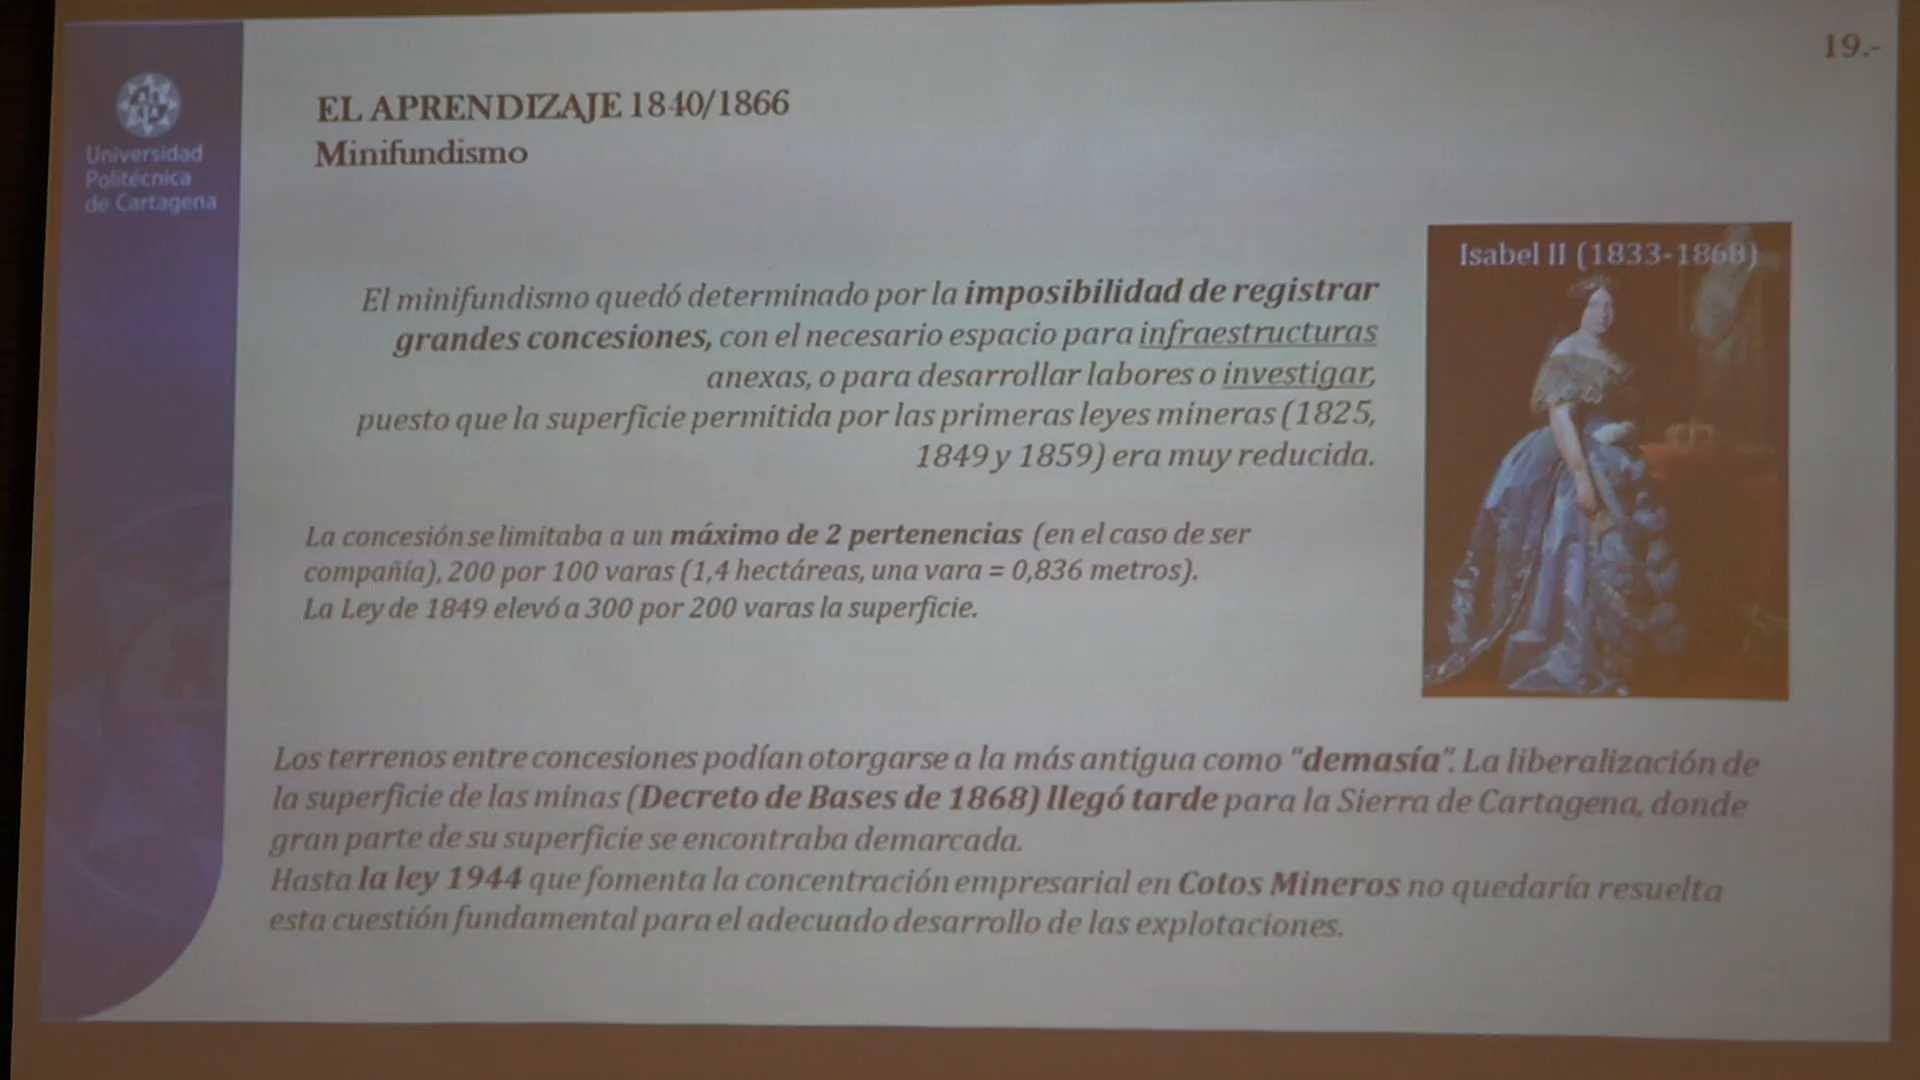 19.-
Universidad
Politécnica
de Cartagena
EL APRENDIZAJE 1840/1866
Minifundismo
Isabel II (1833-1868)
El minifundismo quedó determinado por la imposibilidad de registrar
grandes concesiones, con el necesario espacio para infraestructuras
anexas, o para desarrollar labores o investigar,
puesto que la superficie permitida por las primeras leyes mineras (1825,
1849 y 1859) era muy reducida.
La concesión se limitaba a un máximo de 2 pertenencias (en el caso de ser
compañía), 200 por 100 varas (1,4 hectáreas, una vara = 0,836 metros).
La Ley de 1849 elevó a 300 por 200 varas la superficie.
Los terrenos entre concesiones podían otorgarse a la más antigua como "demasía". La liberalización de
la superficie de las minas (Decreto de Bases de 1868) llegó tarde para la Sierra de Cartagena, donde
gran parte de su superficie se encontraba demarcada.
Hasta la ley 1944 que fomenta la concentración empresarial en Cotos Mineros no quedaría resuelta
esta cuestión fundamental para el adecuado desarrollo de las explotaciones.